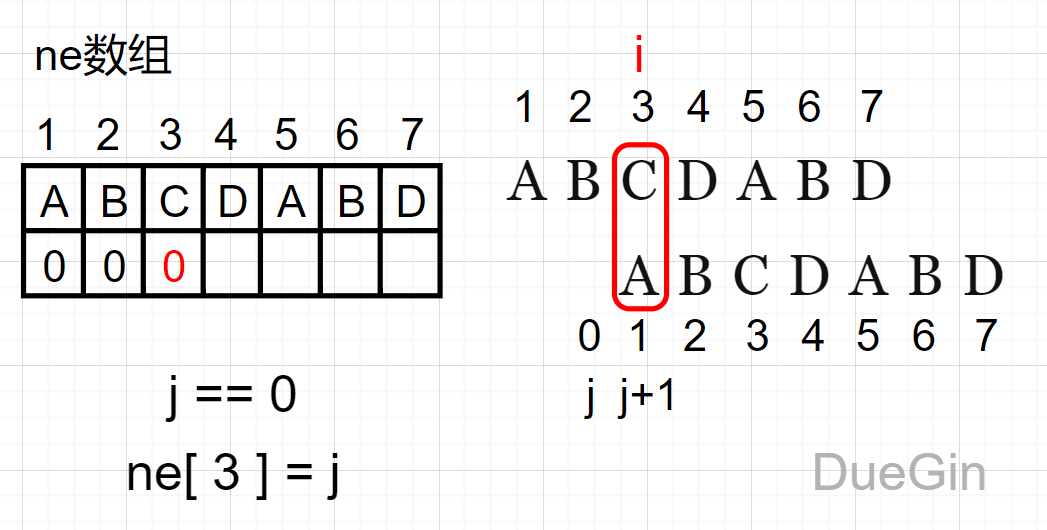 ne数组
1 2 3 4 5 6 7
A B C D A B D
0 0 0
j == 0
ne[ 3 ] = j
i
1 2 3 4 5 6 7
A B C D A B D
A B C D A B D
0 1 2 3 4 5 6 7
j j+1
DueGin